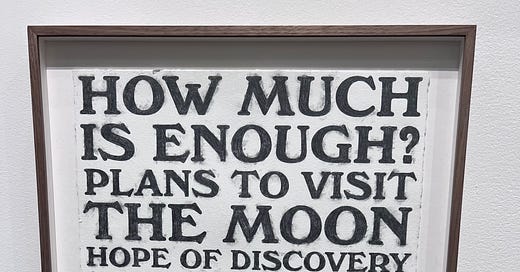 HOW MUCH
IS ENOUGH?
PLANS TO VISIT
THE MOON
HOPE OF DISCOVERY